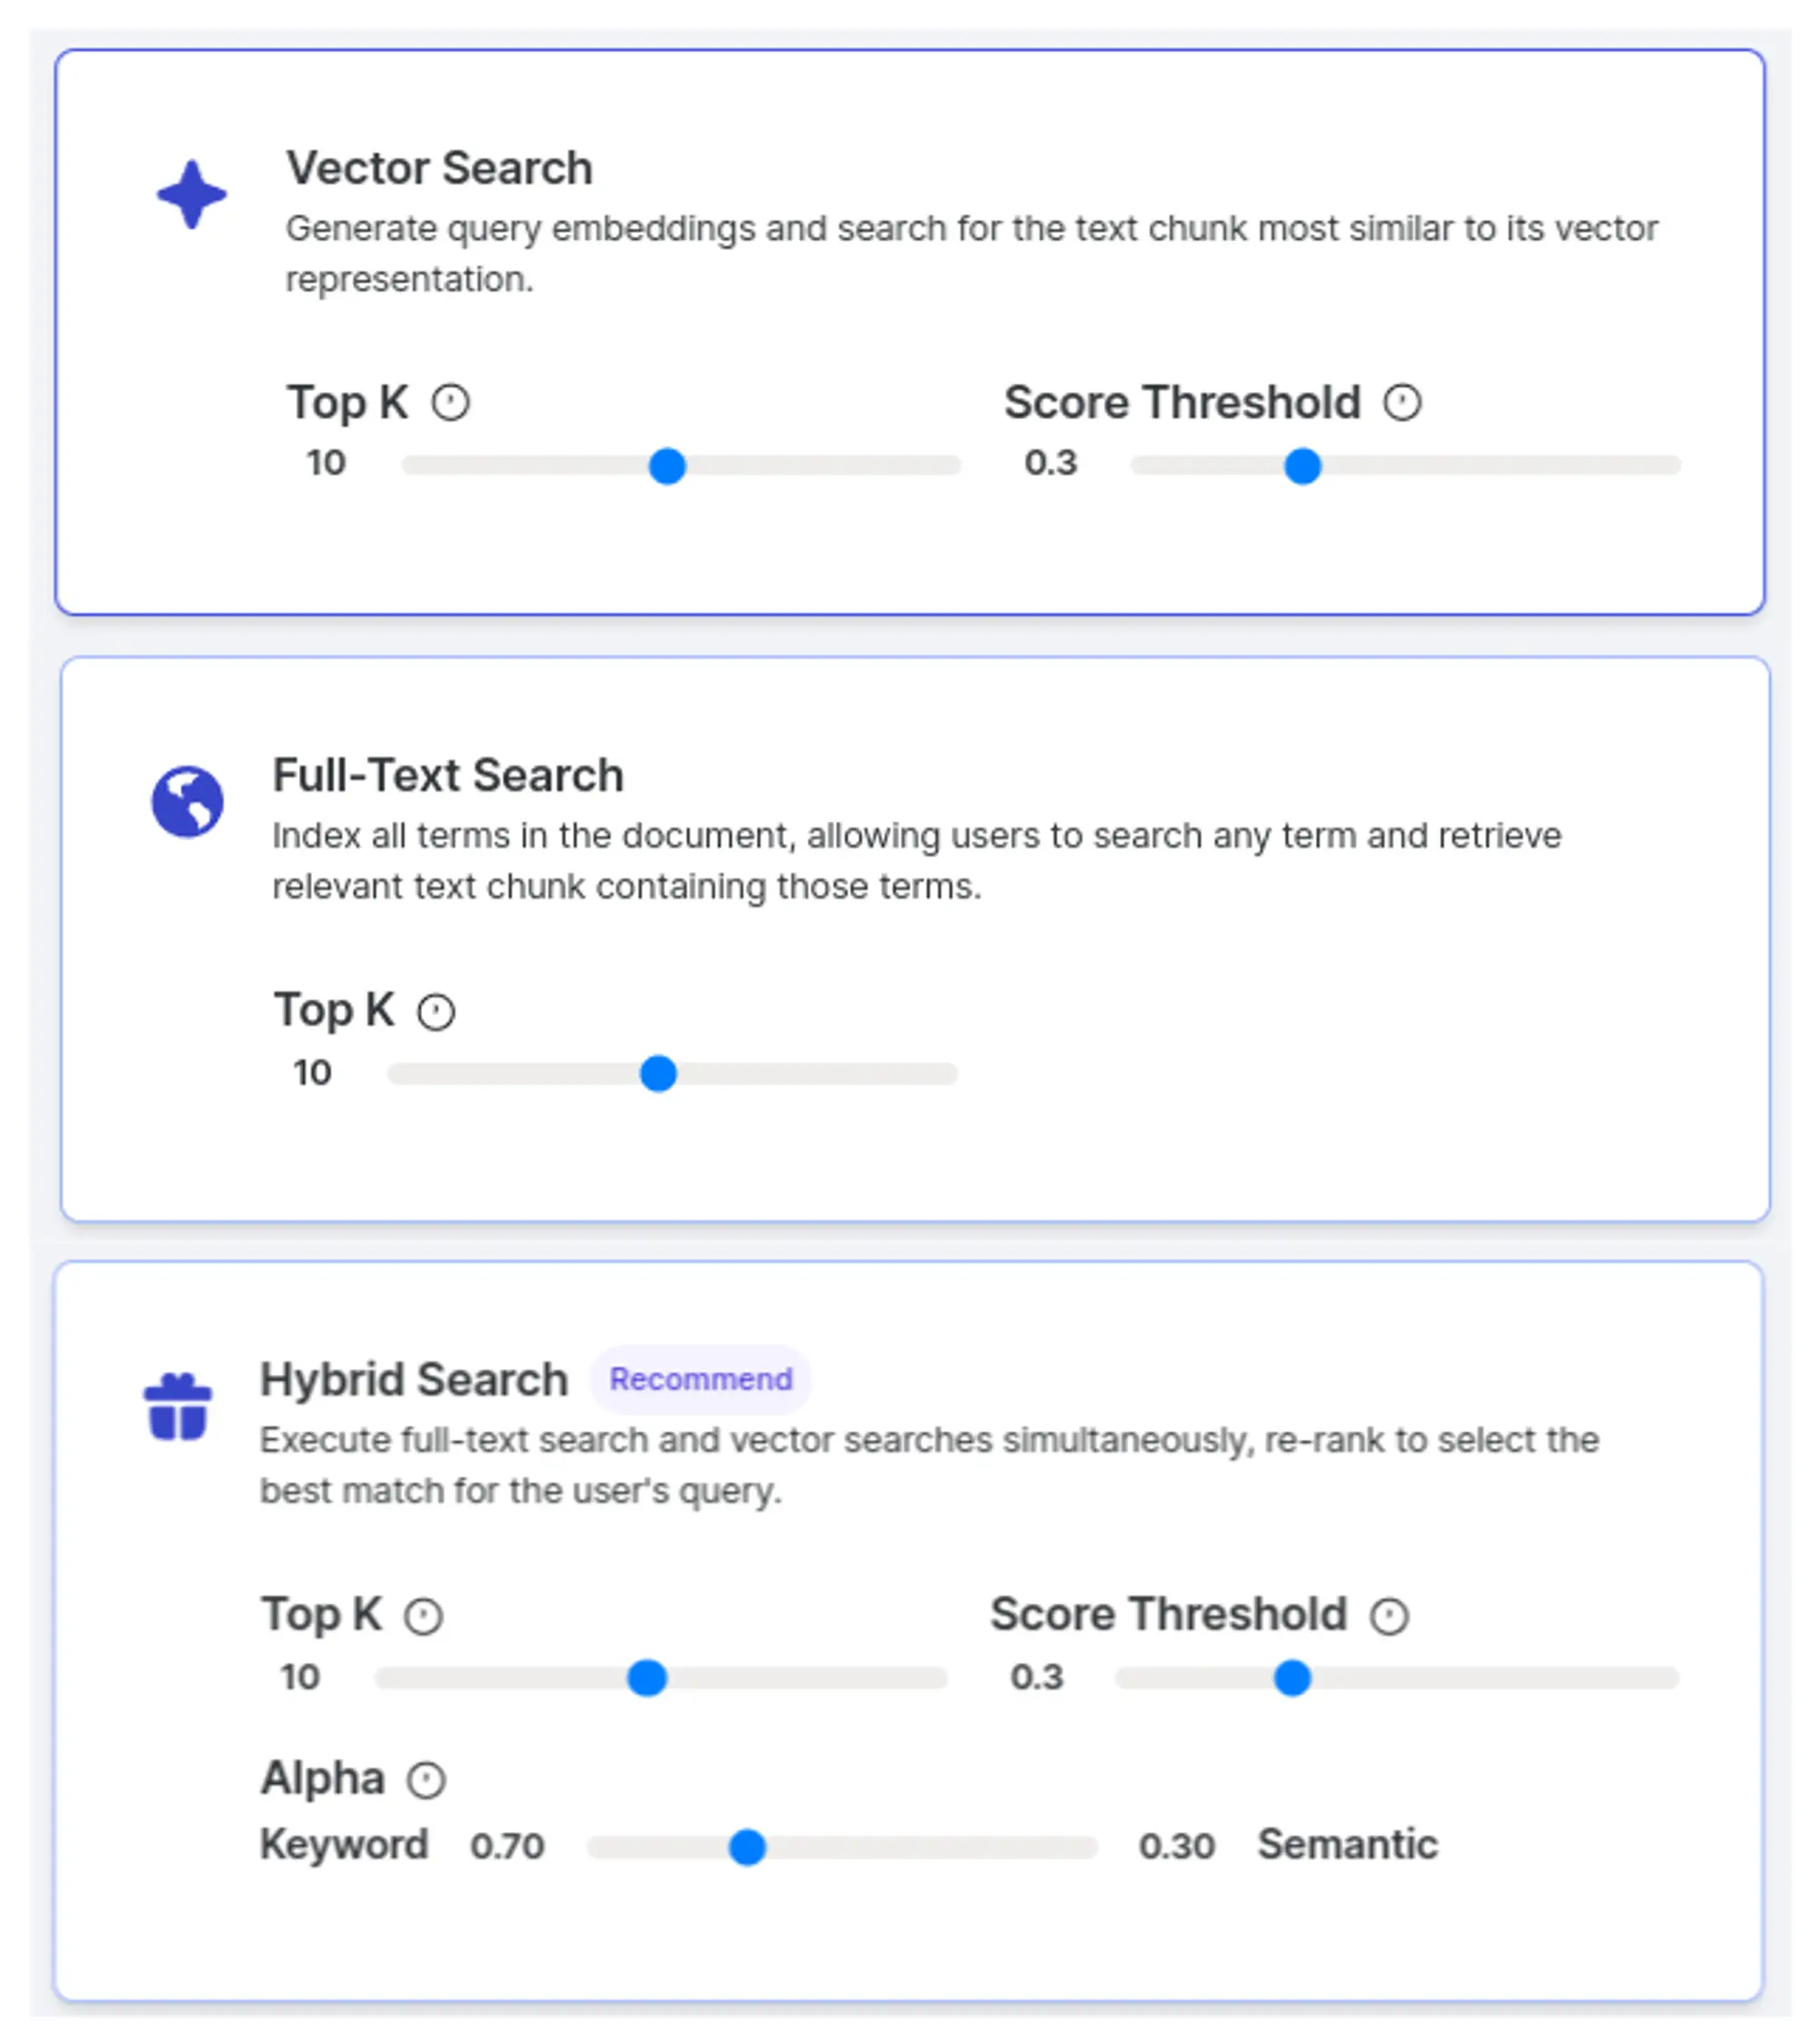 Vector Search
Generate query embeddings and search for the text chunk most similar to its vector
representation.
Top K
Score Threshold
10
0.3
Full-Text Search
Index all terms in the document, allowing users to search any term and retrieve
relevant text chunk containing those terms.
Top K
10
Hybrid Search Recommend
Execute full-text search and vector searches simultaneously, re-rank to select the
best match for the user's query.
Top K
Score Threshold
10
0.3
Alpha
Keyword 0.70 0.30 Semantic